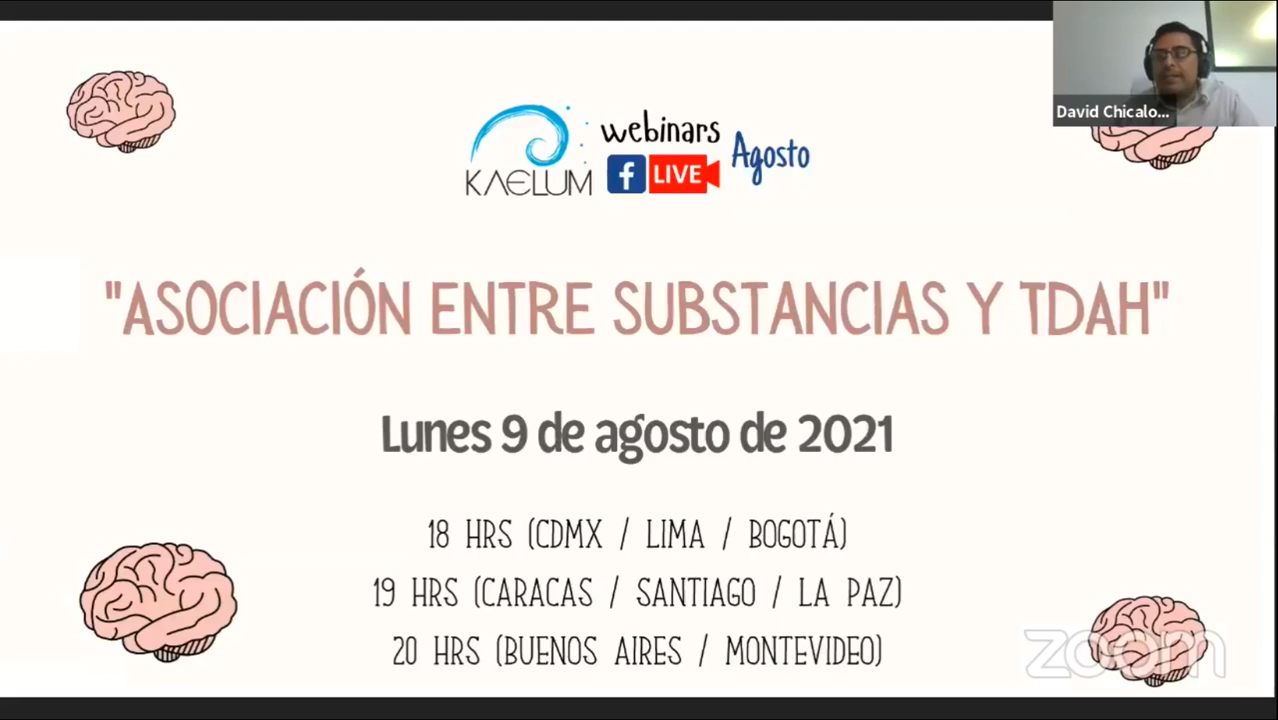 David Chicalo...
KAELUM
webinars
f LIVE
Agosto
"ASOCIACIÓN ENTRE SUBSTANCIAS Y TDAH"
Lunes 9 de agosto de 2021
18 HRS (CDMX / LIMA / BOGOTÁ)
19 HRS (CARACAS / SANTIAGO / LA PAZ)
20 HRS (BUENOS AIRES / MONTEVIDEO)
zoom